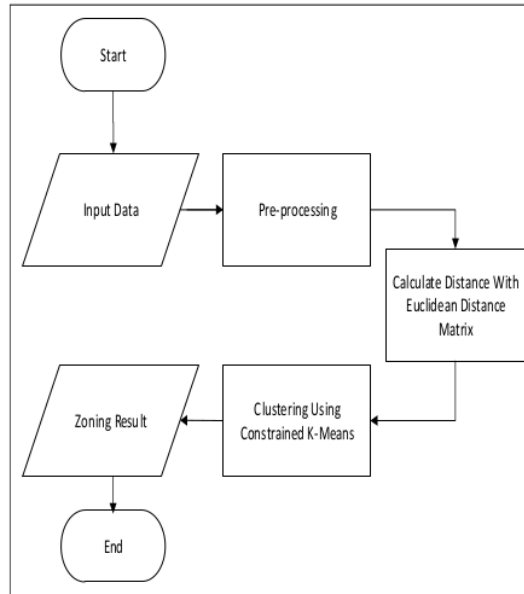 Start
Input Data
Pre-processing
Calculate Distance With
Euclidean Distance
Matrix
Clustering Using
Constrained K-Means
Zoning Result
End